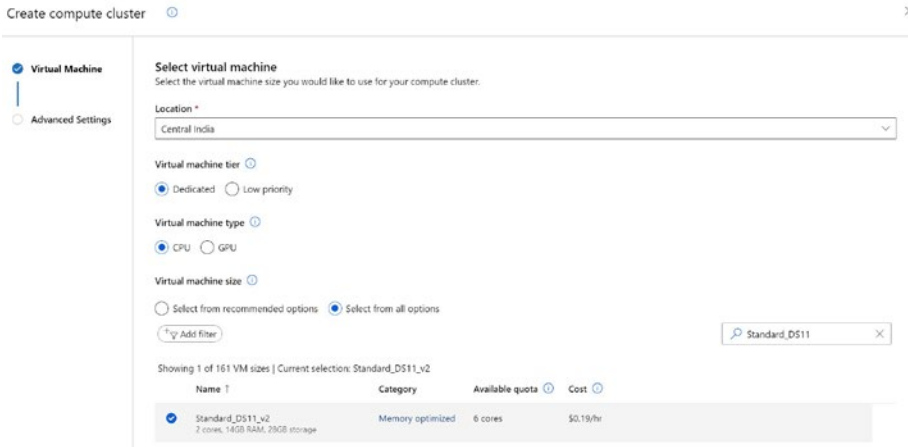 Create compute cluster
Virtual Machine
Advanced Settings
Select virtual machine
Select the virtual machine size you would like to use for your compute cluster.
Location *
Central India
Virtual machine tier
Dedicated Low priority
Virtual machine type
CPU GPU
Virtual machine size
Select from recommended options Select from all options
Add filter
Standard_DS11
Showing 1 of 161 VM sizes | Current selection: Standard_DS11_v2
Name ↑ Category Available quota Cost
Standard_DS11_v2 Memory optimized 6 cores $0.19/hr
2 cores, 14GB RAM, 28GB storage